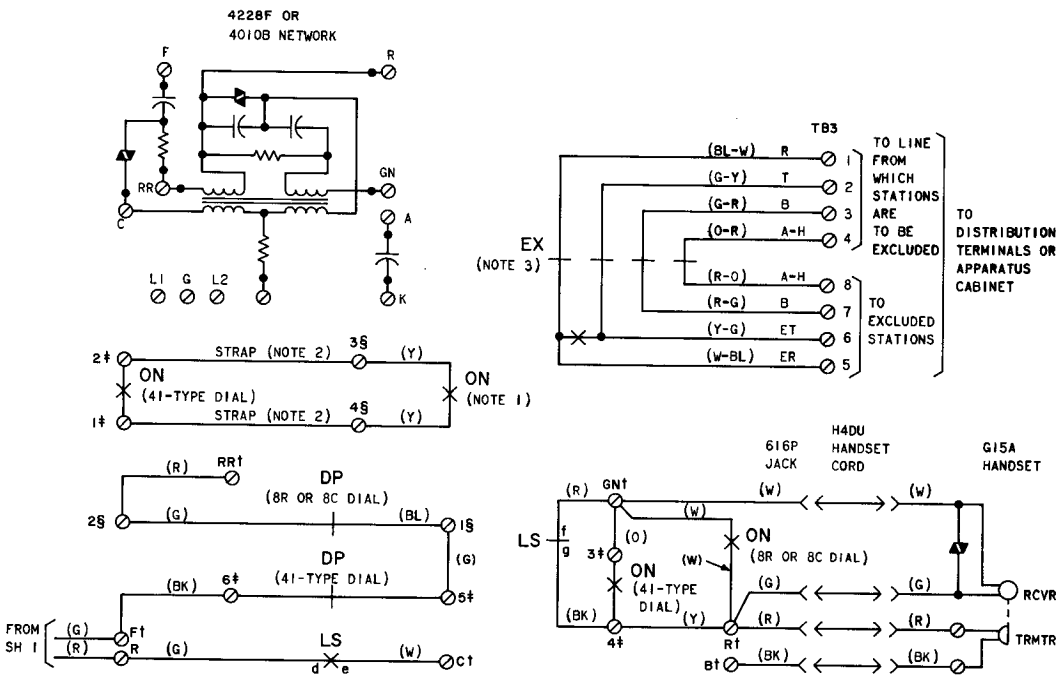 4228F OR
4010B NETWORK
F
R
RR
GN
C
A
L1 G L2
K
TB3
(BL-W) R 1
(G-Y) T 2
(G-R) B 3
(O-R) A-H 4
(R-O) A-H 8
(R-G) B 7
(Y-G) ET 6
(W-BL) ER 5
EX
(NOTE 3)
TO LINE
FROM
WHICH
STATIONS
ARE
TO BE
EXCLUDED
TO
EXCLUDED
STATIONS
TO
DISTRIBUTION
TERMINALS OR
APPARATUS
CABINET
2‡ STRAP (NOTE 2) 3§ (Y)
ON
(41-TYPE DIAL)
ON
(NOTE 1)
1‡ STRAP (NOTE 2) 4§ (Y)
(R) RR†
DP
(8R OR 8C DIAL)
2§ (G) (BL) 1§
(G)
DP
(41-TYPE DIAL)
(BK) 6‡ 5‡
FROM
SH 1
(G) F†
(R) R (G) LS (W) C†
d e
616P
JACK
H4DU
HANDSET
CORD
G15A
HANDSET
(R) GN† (W) (W)
(W)
LS f
g
(O)
3‡
ON
(41-TYPE
DIAL)
ON
(8R OR 8C DIAL)
(W)
(G) (G)
RCVR
(BK) 4‡ (Y) R† (R) (R)
TRMTR
B† (BK) (BK)